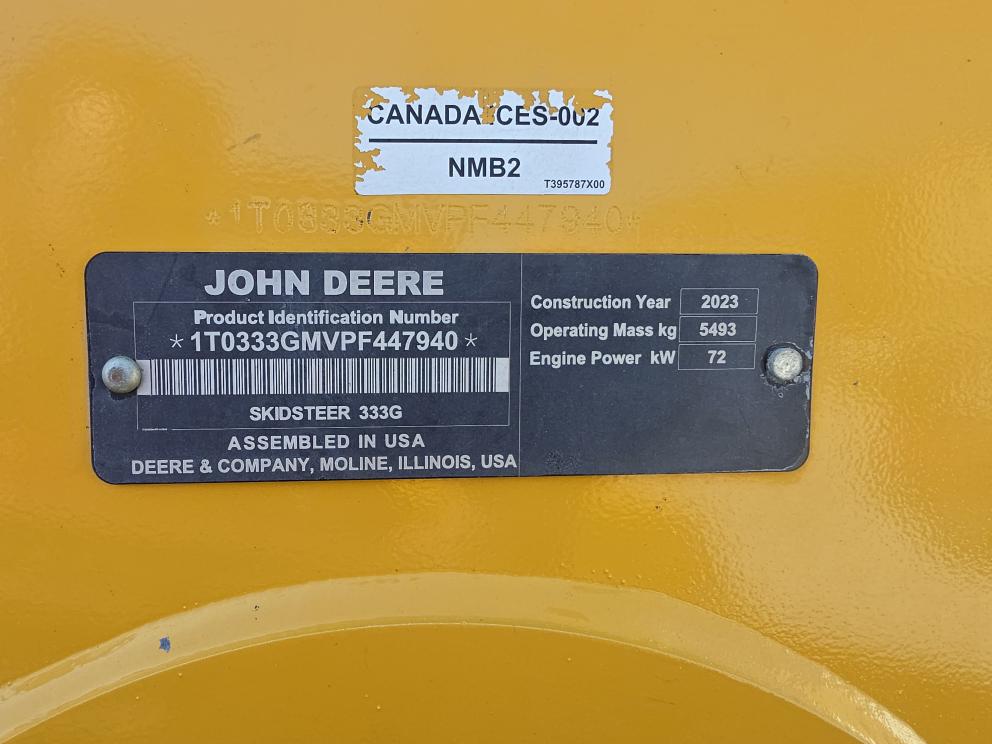 CANADA ICES-002
NMB2
T395787X00
*1T0333GMVPF447940*
JOHN DEERE
Product Identification Number
*1T0333GMVPF447940*
SKIDSTEER 333G
ASSEMBLED IN USA
DEERE & COMPANY, MOLINE, ILLINOIS, USA
Construction Year 2023
Operating Mass kg 5493
Engine Power kW 72